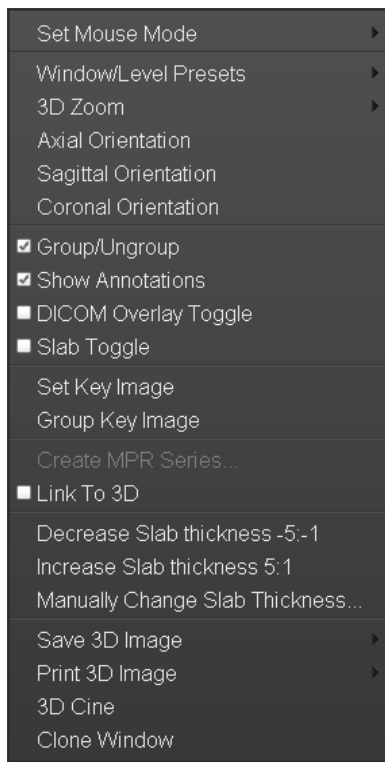 Set Mouse Mode
Window/Level Presets
3D Zoom
Axial Orientation
Sagittal Orientation
Coronal Orientation
Group/Ungroup
Show Annotations
DICOM Overlay Toggle
Slab Toggle
Set Key Image
Group Key Image
Create MPR Series...
Link To 3D
Decrease Slab thickness -5:-1
Increase Slab thickness 5:1
Manually Change Slab Thickness...
Save 3D Image
Print 3D Image
3D Cine
Clone Window